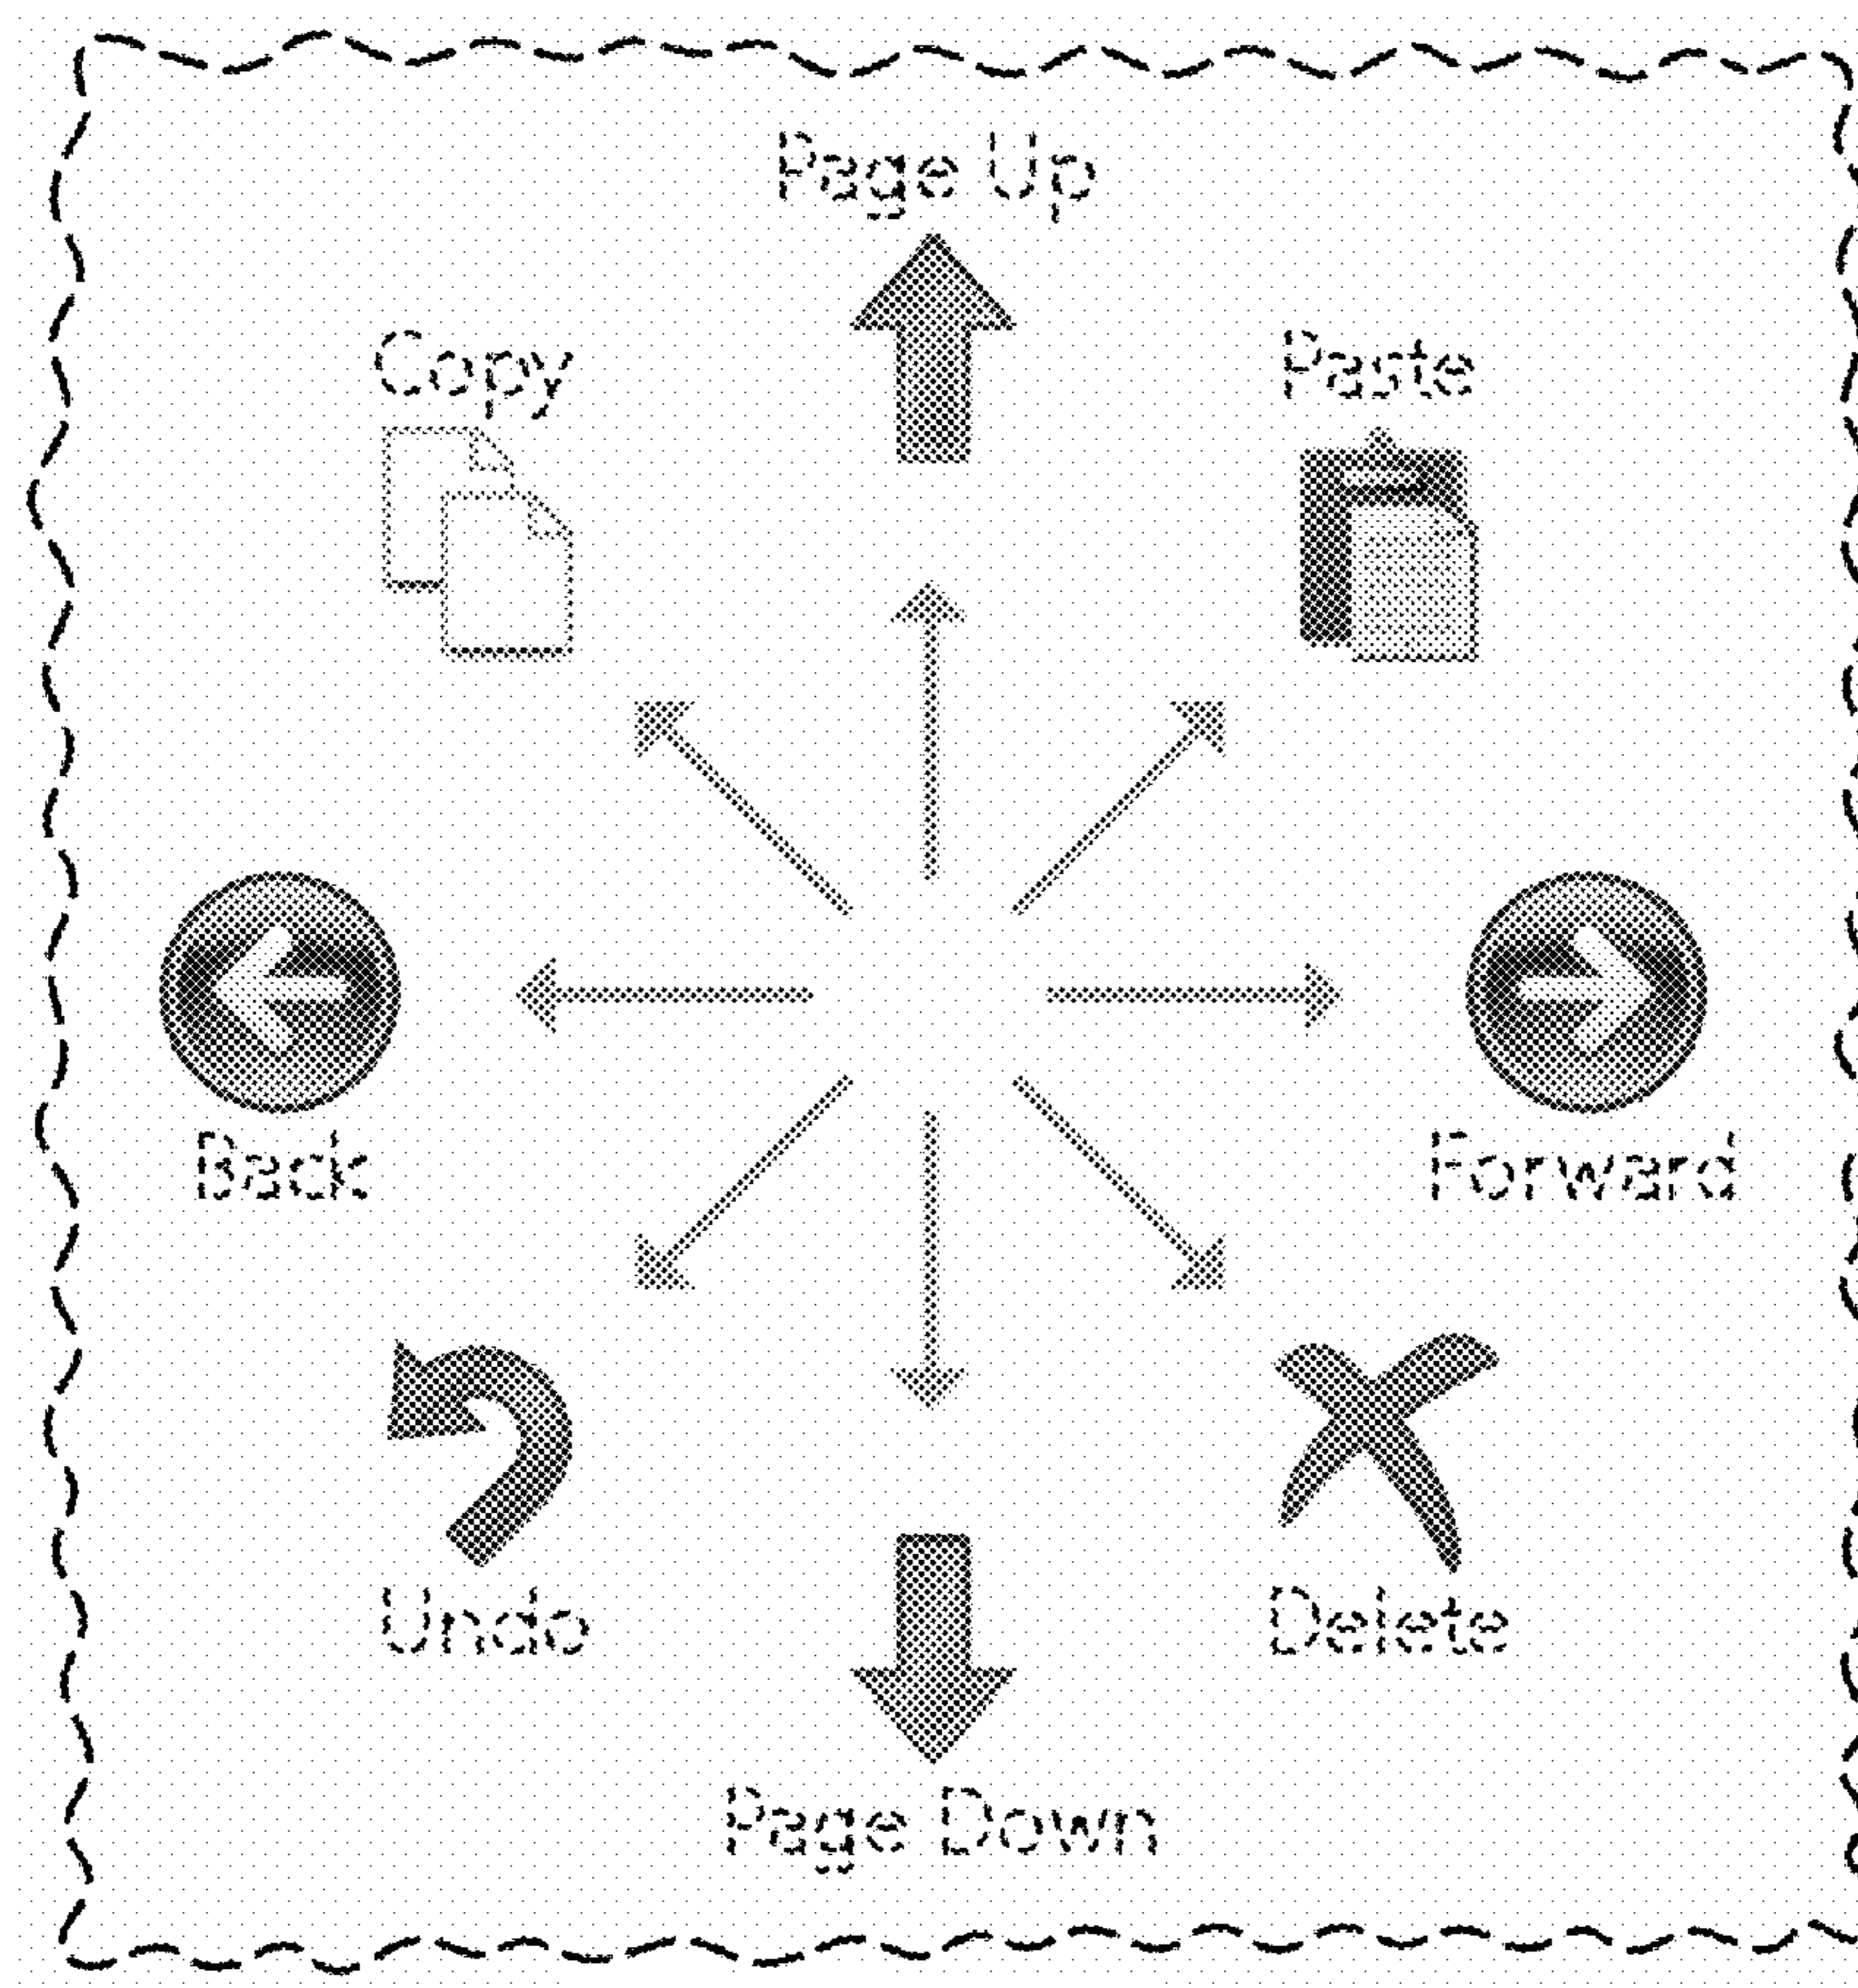 Page Up
Copy
Paste
Back
Forward
Undo
Delete
Page Down